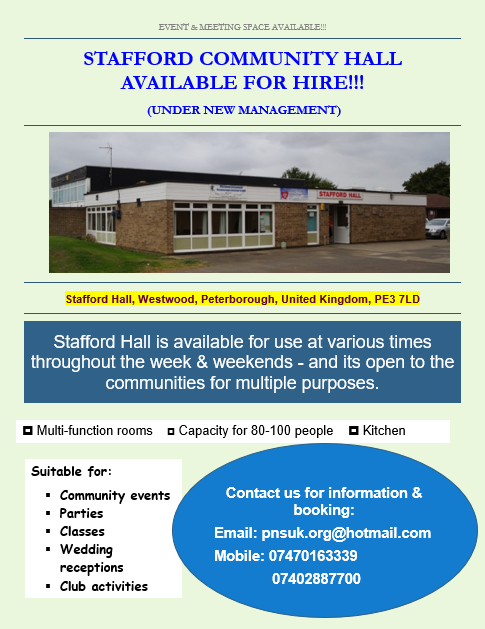 EVENT & MEETING SPACE AVAILABLE!!!
STAFFORD COMMUNITY HALL
AVAILABLE FOR HIRE!!!
(UNDER NEW MANAGEMENT)
STAFFORD HALL
Stafford Hall, Westwood, Peterborough, United Kingdom, PE3 7LD
Stafford Hall is available for use at various times
throughout the week & weekends - and its open to the
communities for multiple purposes.
Multi-function rooms Capacity for 80-100 people Kitchen
Suitable for:
Community events
Parties
Classes
Wedding
receptions
Club activities
Contact us for information &
booking:
Email: pnsuk.org@hotmail.com
Mobile: 07470163339
07402887700